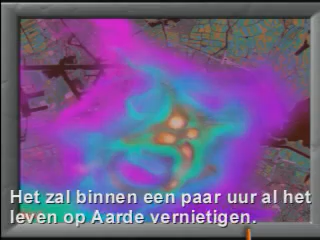 Het zal binnen een paar uur al het
leven op Aarde vernietigen.